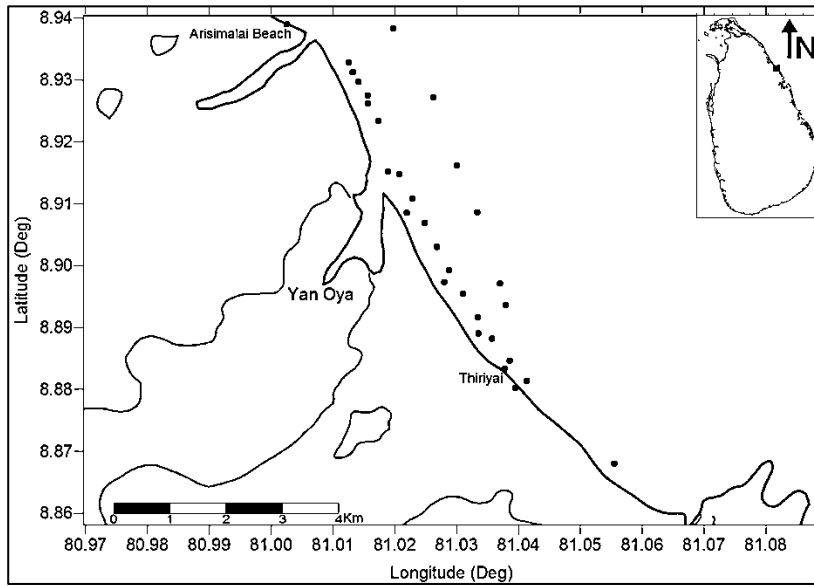 8.94
8.93
8.92
8.91
8.90
8.89
8.88
8.87
8.86
Latitude (Deg)
Arisimalai Beach
N
Yan Oya
Thiriyai
0 1 2 3 4Km
80.97 80.98 80.99 81.00 81.01 81.02 81.03 81.04 81.05 81.06 81.07 81.08
Longitude (Deg)